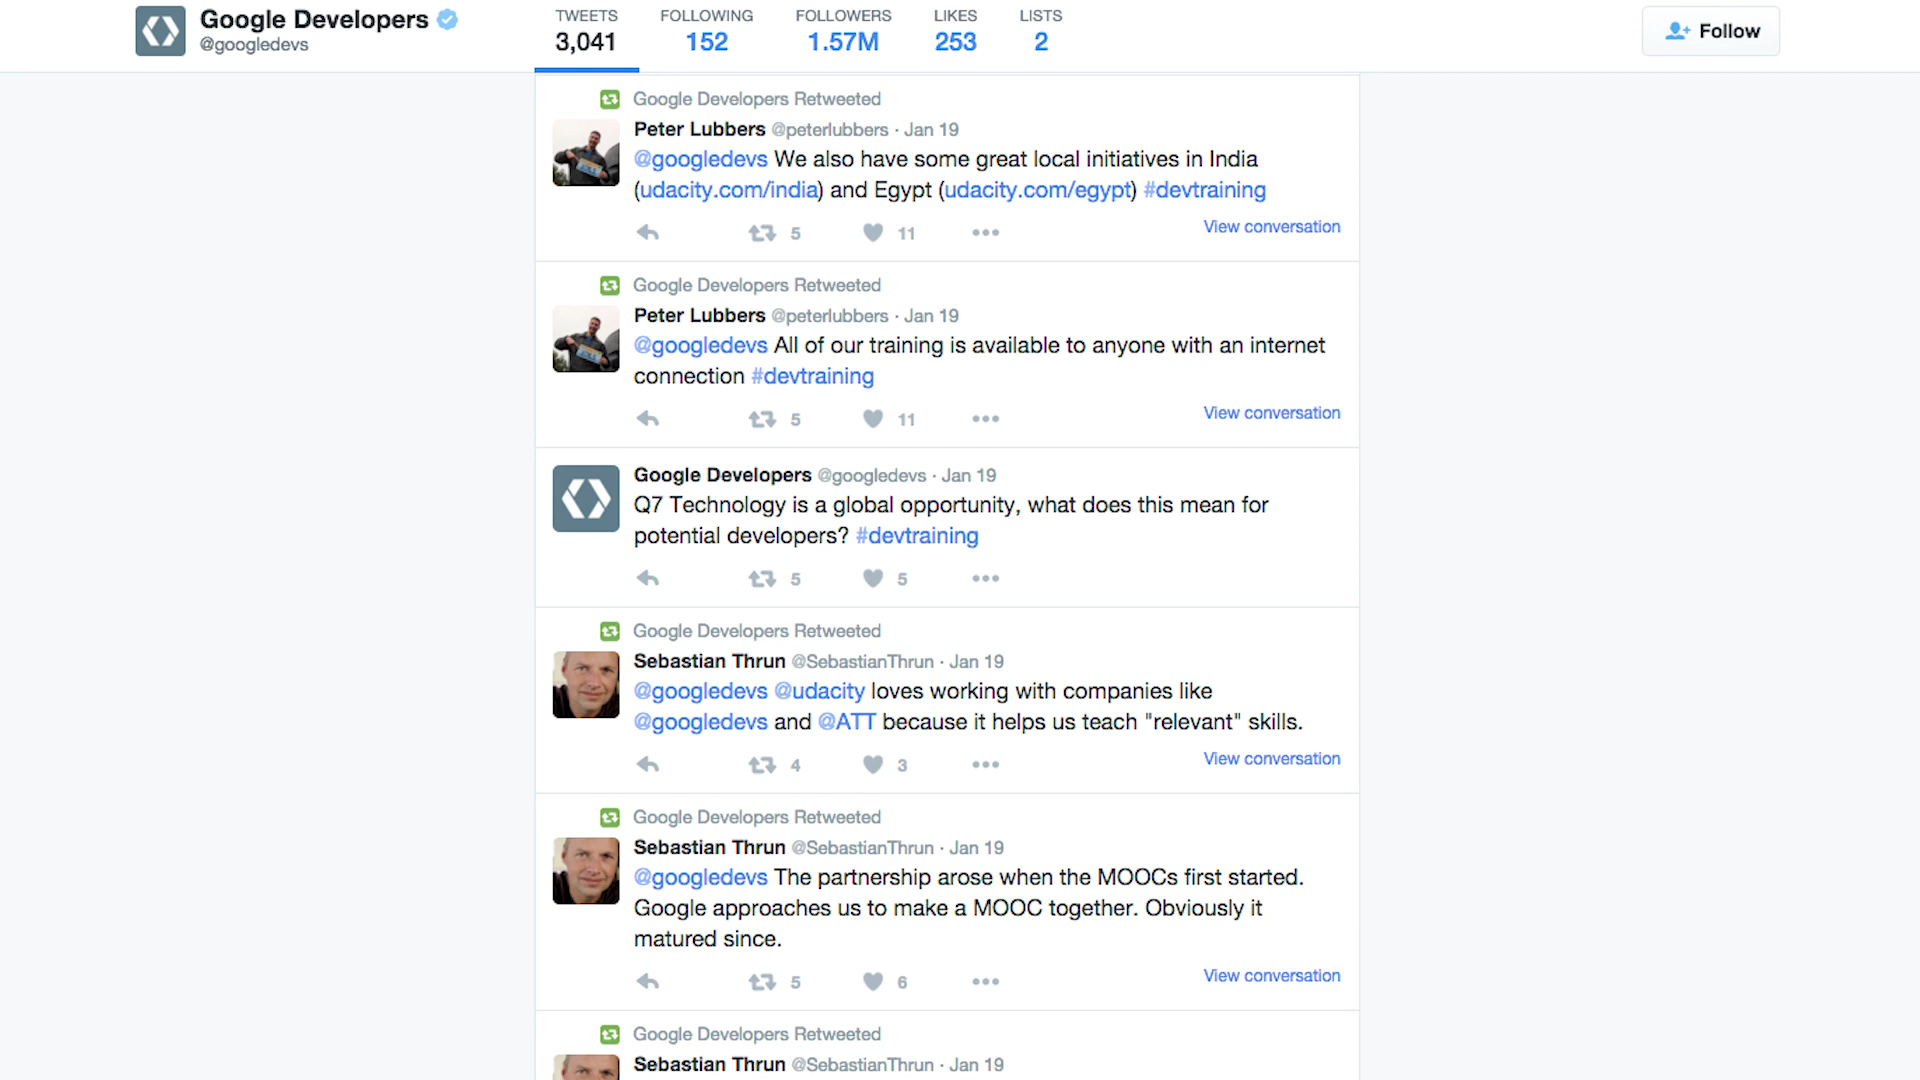 Google Developers
@googledevs
TWEETS
3,041
FOLLOWING
152
FOLLOWERS
1.57M
LIKES
253
LISTS
2
Follow
Google Developers Retweeted
Peter Lubbers @peterlubbers · Jan 19
@googledevs We also have some great local initiatives in India
(udacity.com/india) and Egypt (udacity.com/egypt) #devtraining
5
11
View conversation
Google Developers Retweeted
Peter Lubbers @peterlubbers · Jan 19
@googledevs All of our training is available to anyone with an internet
connection #devtraining
5
11
View conversation
Google Developers @googledevs · Jan 19
Q7 Technology is a global opportunity, what does this mean for
potential developers? #devtraining
5
5
Google Developers Retweeted
Sebastian Thrun @SebastianThrun · Jan 19
@googledevs @udacity loves working with companies like
@googledevs and @ATT because it helps us teach "relevant" skills.
4
3
View conversation
Google Developers Retweeted
Sebastian Thrun @SebastianThrun · Jan 19
@googledevs The partnership arose when the MOOCs first started.
Google approaches us to make a MOOC together. Obviously it
matured since.
5
6
View conversation
Google Developers Retweeted
Sebastian Thrun @SebastianThrun · Jan 19